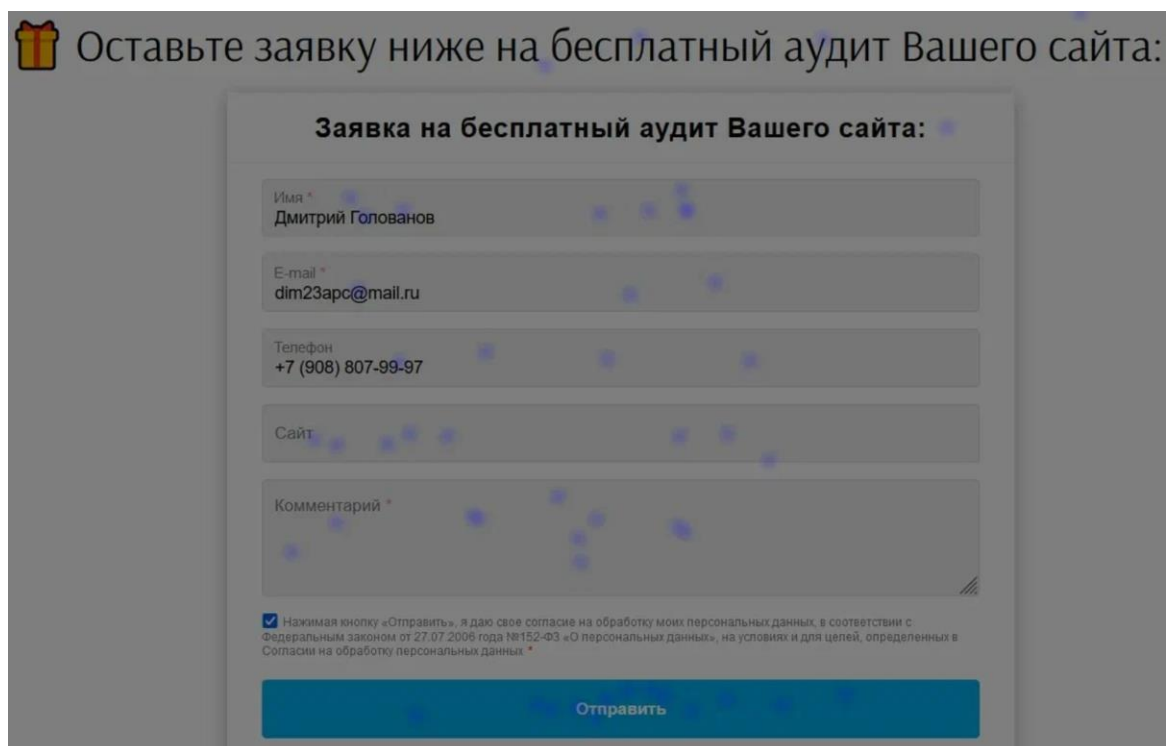 Оставьте заявку ниже на бесплатный аудит Вашего сайта:
Заявка на бесплатный аудит Вашего сайта:
Имя *
Дмитрий Голованов
E-mail *
dim23apc@mail.ru
Телефон
+7 (908) 807-99-97
Сайт
Комментарий *
Нажимая кнопку «Отправить», я даю свое согласие на обработку моих персональных данных, в соответствии с
Федеральным законом от 27.07.2006 года №152-ФЗ «О персональных данных», на условиях и для целей, определенных в
Согласии на обработку персональных данных *
Отправить